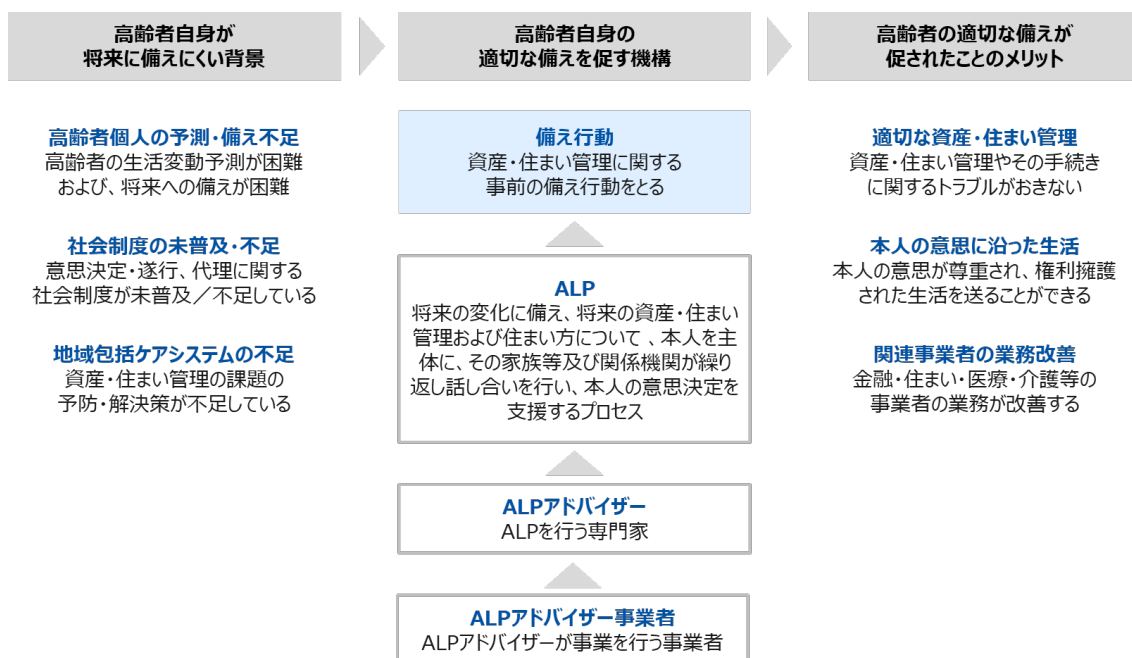 高齢者自身が
将来に備えにくい背景
高齢者個人の予測・備え不足
高齢者の生活変動予測が困難
および、将来への備えが困難
社会制度の未普及・不足
意思決定・遂行、代理に関する
社会制度が未普及／不足している
地域包括ケアシステムの不足
資産・住まい管理の課題の
予防・解決策が不足している
高齢者自身の
適切な備えを促す機構
備え行動
資産・住まい管理に関する
事前の備え行動をとる
ALP
将来の変化に備え、将来の資産・住まい
管理および住まい方について 、本人を主
体に、その家族等及び関係機関が繰り
返し話し合いを行い、本人の意思決定を
支援するプロセス
ALPアドバイザー
ALPを行う専門家
ALPアドバイザー事業者
ALPアドバイザーが事業を行う事業者
高齢者の適切な備えが
促されたことのメリット
適切な資産・住まい管理
資産・住まい管理やその手続き
に関するトラブルがおきない
本人の意思に沿った生活
本人の意思が尊重され、権利擁護
された生活を送ることができる
関連事業者の業務改善
金融・住まい・医療・介護等の
事業者の業務が改善する